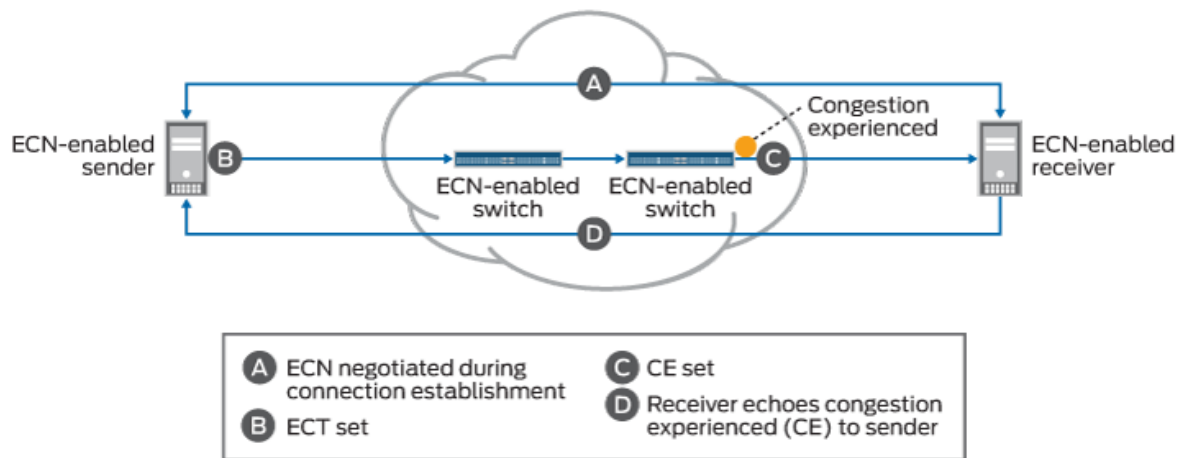 A
Congestion
experienced
ECN-enabled
sender
B
C
ECN-enabled
receiver
ECN-enabled
switch
ECN-enabled
switch
D
A ECN negotiated during
connection establishment
B ECT set
C CE set
D Receiver echoes congestion
experienced (CE) to sender